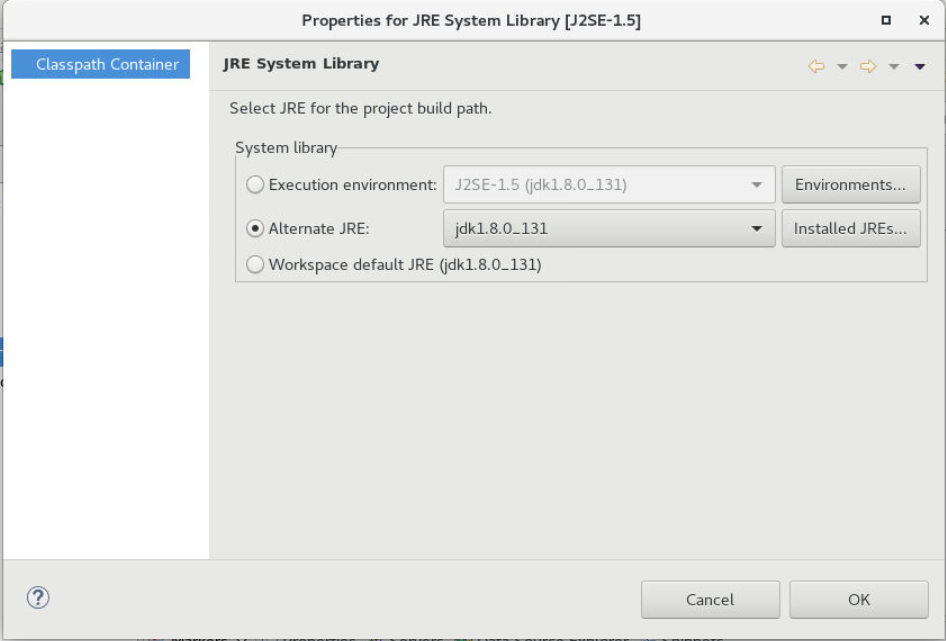 Properties for JRE System Library [J2SE-1.5]
Classpath Container
JRE System Library
Select JRE for the project build path.
System library
Execution environment: J2SE-1.5 (jdk1.8.0_131) Environments...
Alternate JRE: jdk1.8.0_131 Installed JREs...
Workspace default JRE (jdk1.8.0_131)
Cancel OK